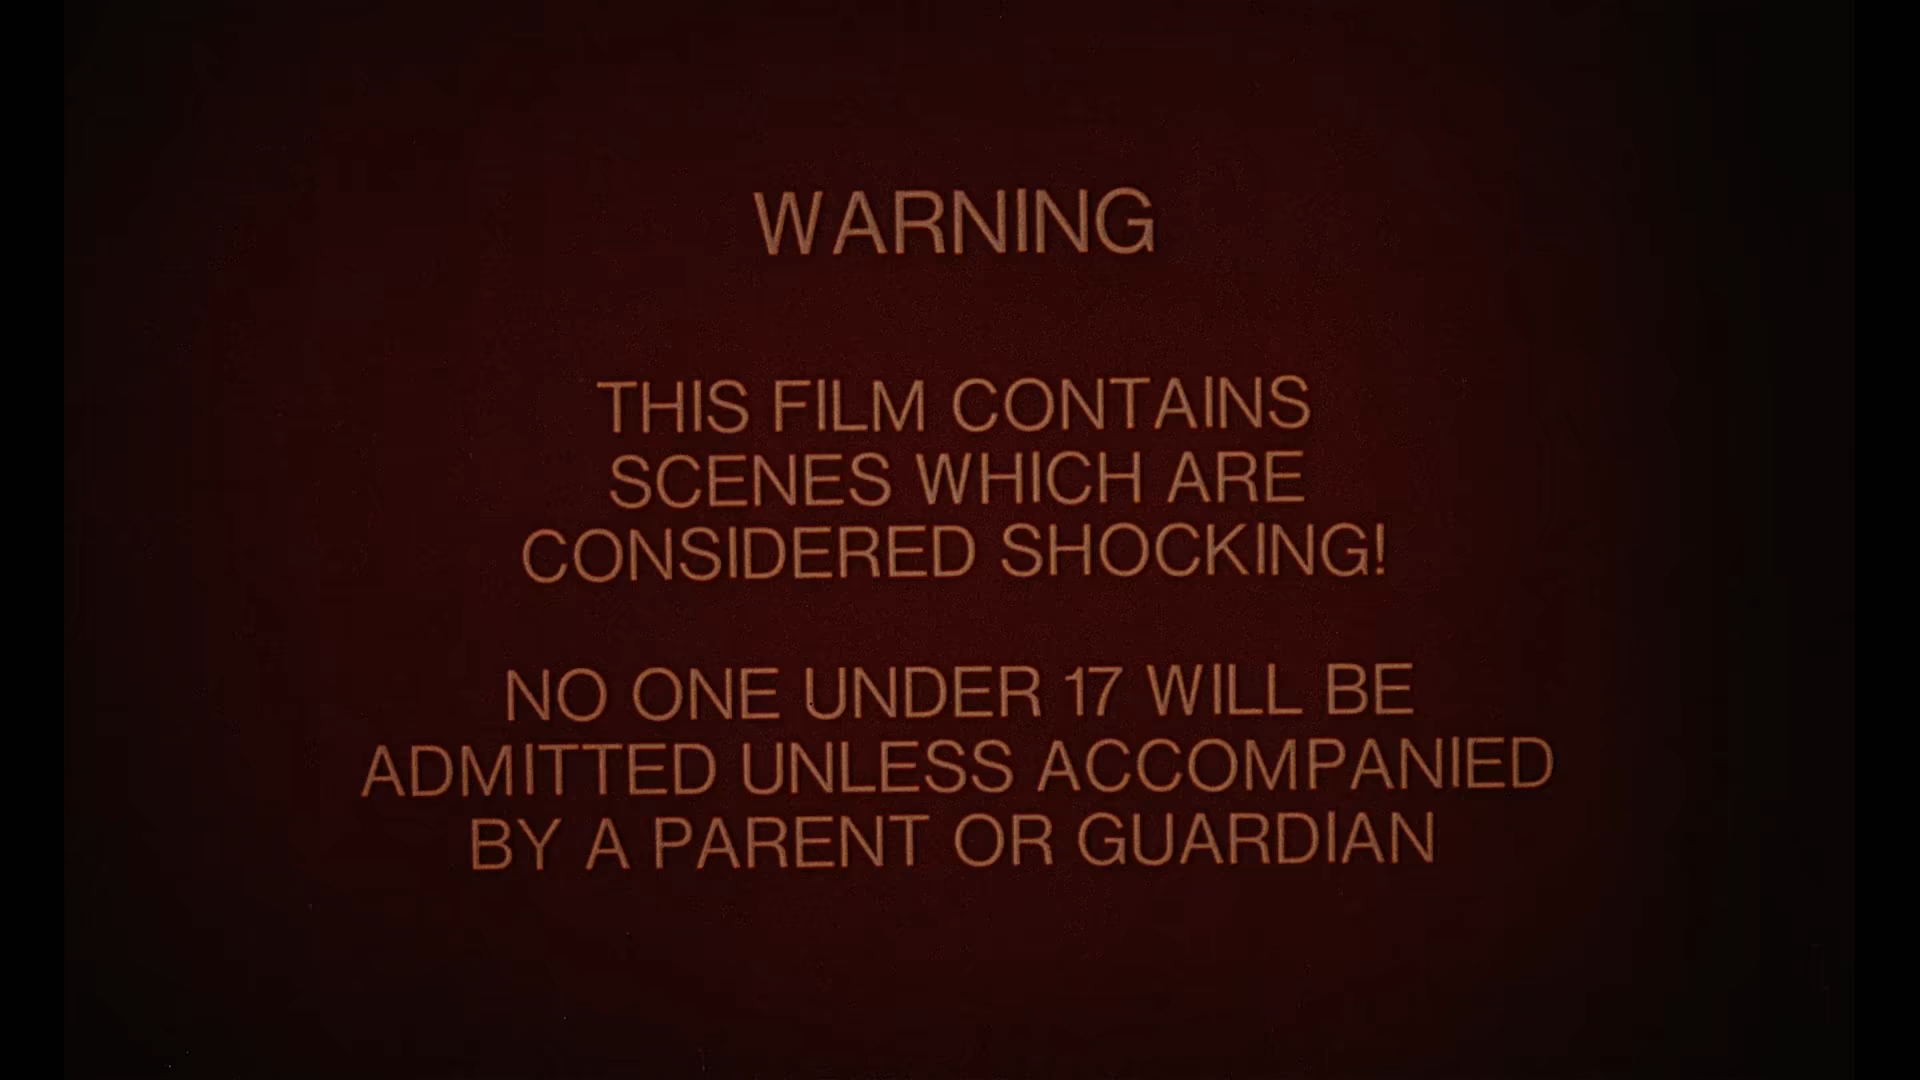 WARNING
THIS FILM CONTAINS
SCENES WHICH ARE
CONSIDERED SHOCKING!
NO ONE UNDER 17 WILL BE
ADMITTED UNLESS ACCOMPANIED
BY A PARENT OR GUARDIAN